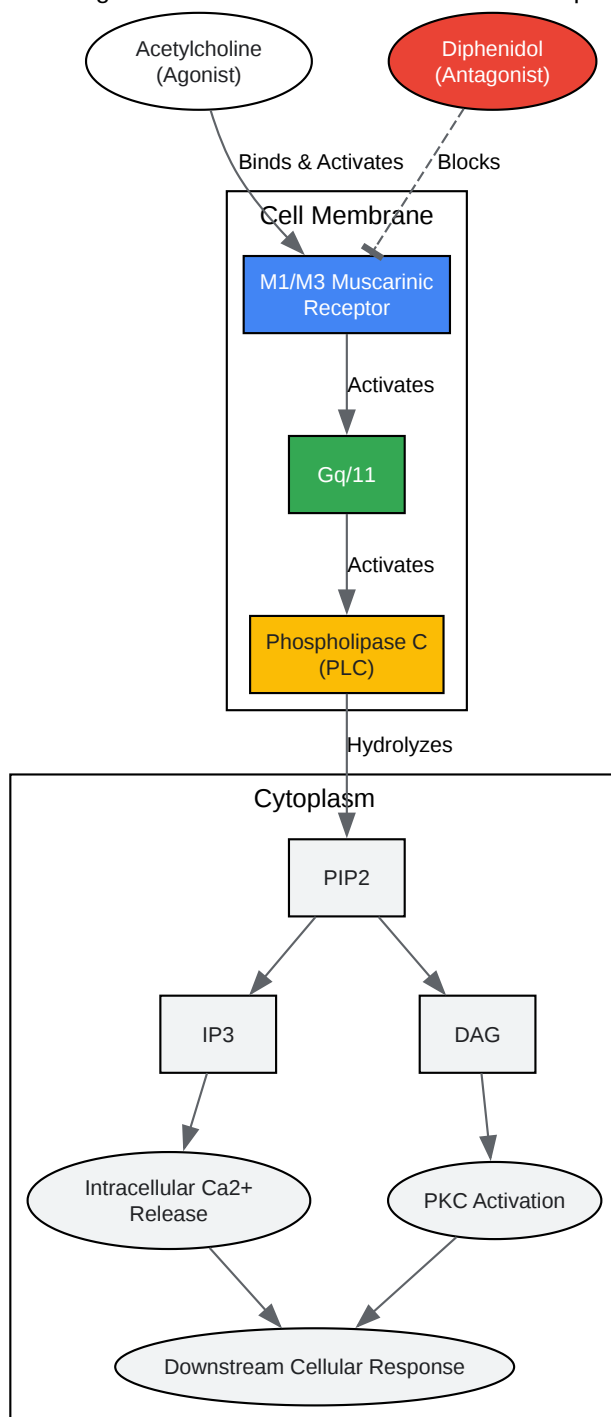 Acetylcholine
(Agonist)
Diphenidol
(Antagonist)
Binds & Activates
Blocks
Cell Membrane
M1/M3 Muscarinic
Receptor
Activates
Gq/11
Activates
Phospholipase C
(PLC)
Hydrolyzes
Cytoplasm
PIP2
IP3
DAG
Intracellular Ca2+
Release
PKC Activation
Downstream Cellular Response